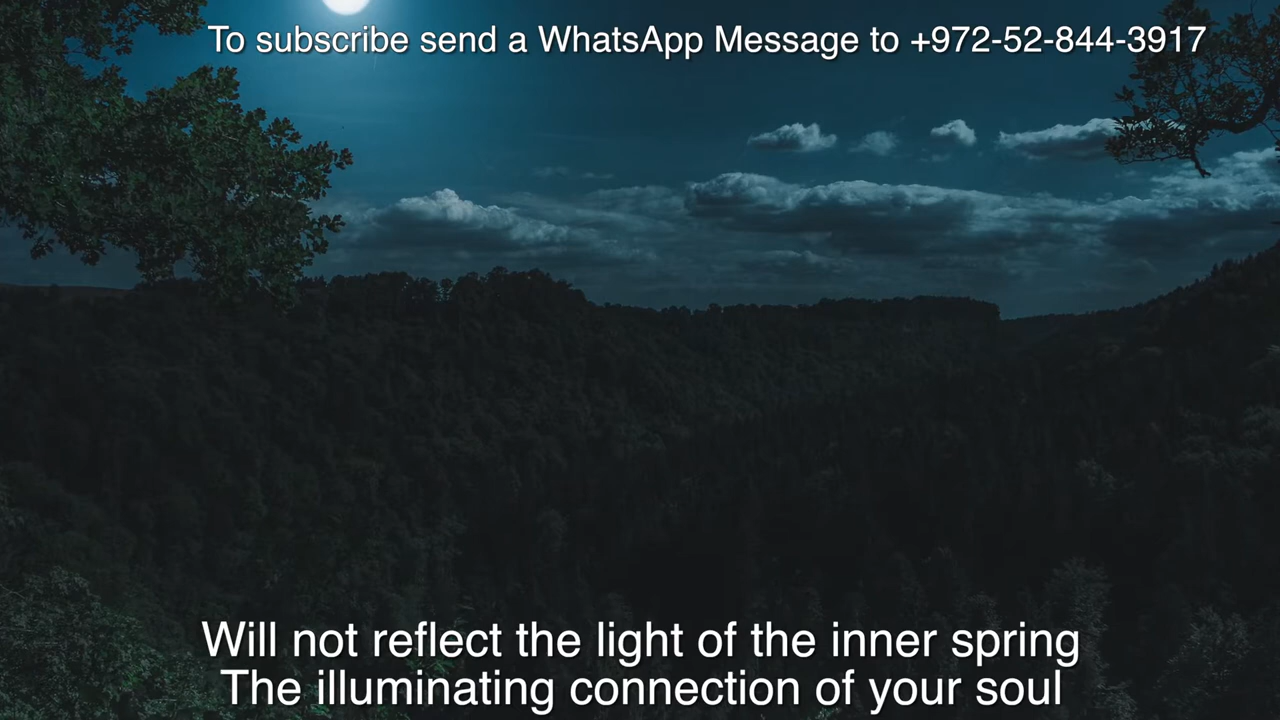 To subscribe send a WhatsApp Message to +972-52-844-3917
Will not reflect the light of the inner spring
The illuminating connection of your soul